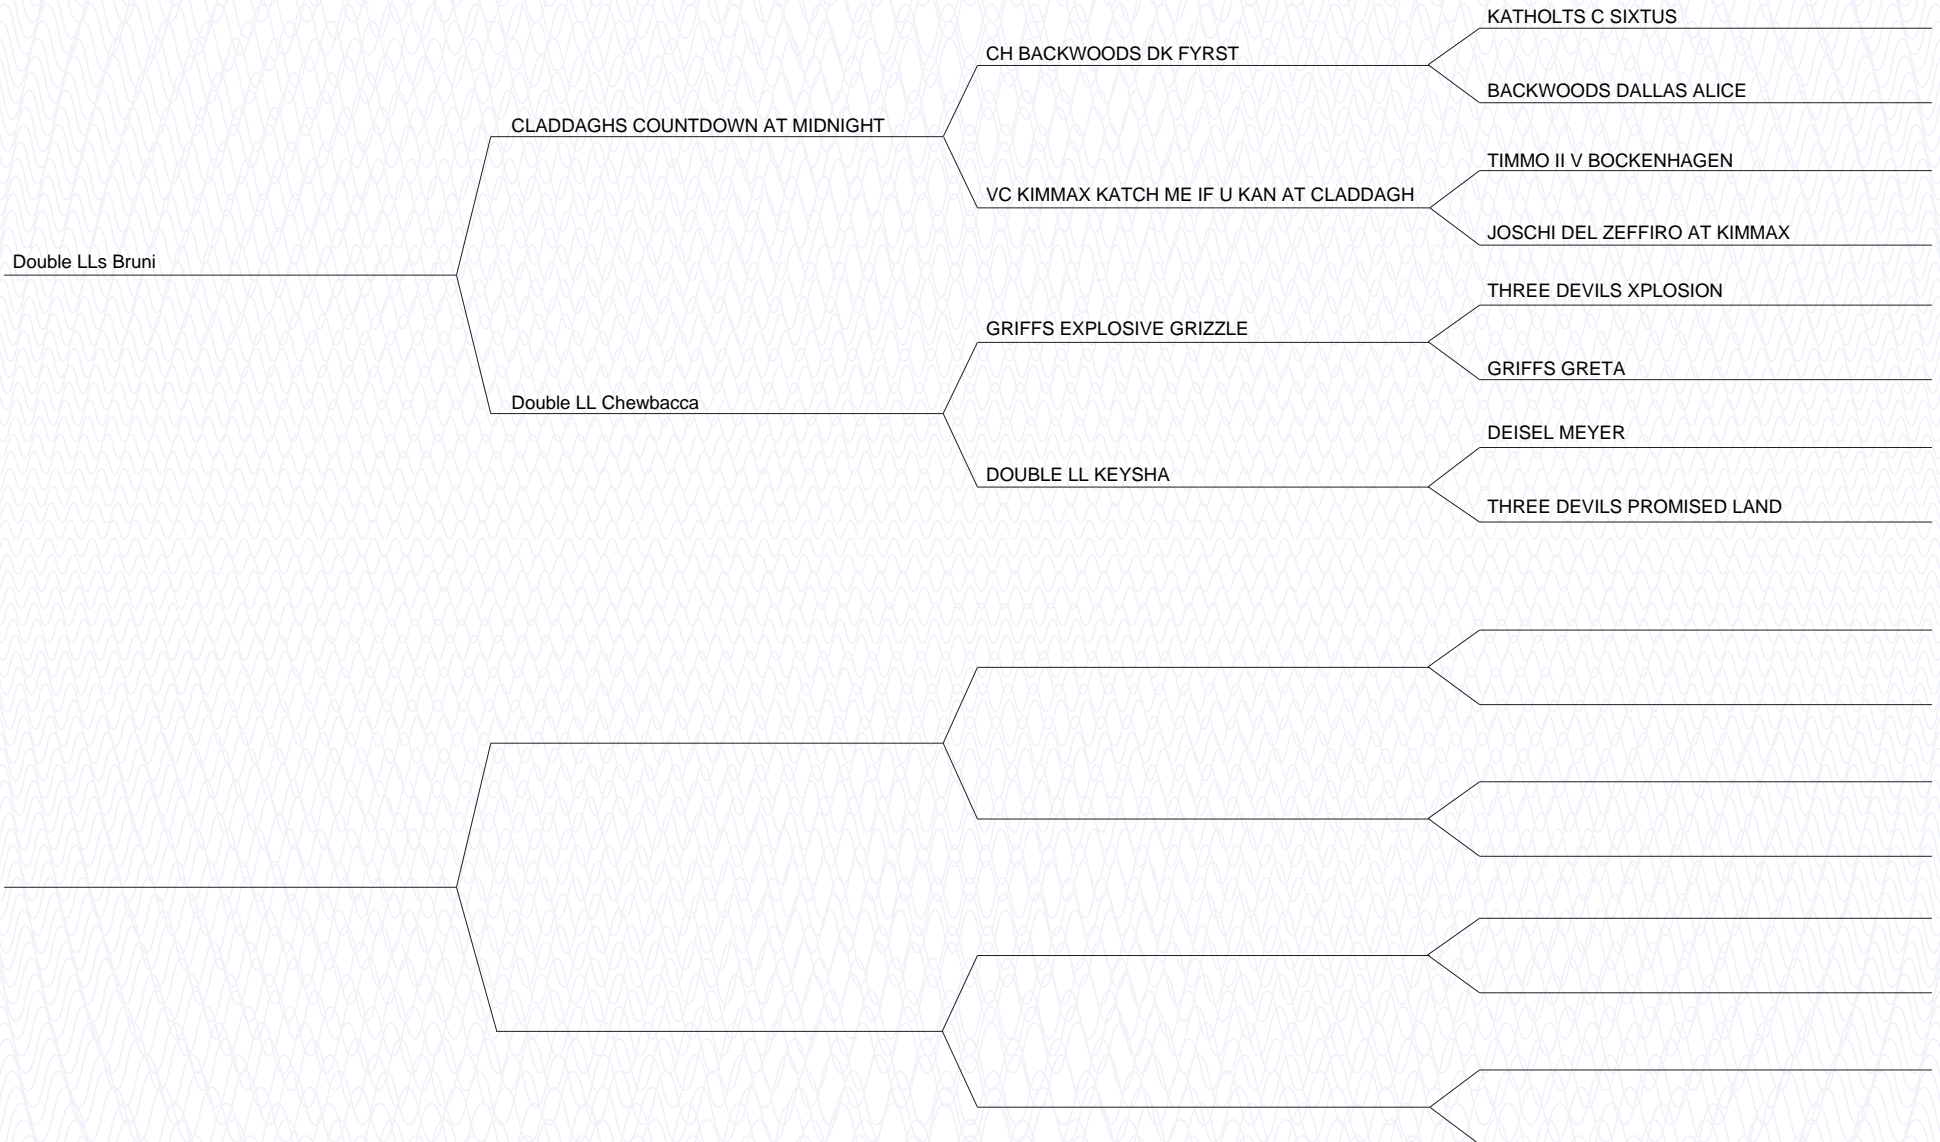 KATHOLTS C SIXTUS
CH BACKWOODS DK FYRST
BACKWOODS DALLAS ALICE
CLADDAGHS COUNTDOWN AT MIDNIGHT
TIMMO II V BOCKENHAGEN
VC KIMMAX KATCH ME IF U KAN AT CLADDAGH
JOSCHI DEL ZEFFIRO AT KIMMAX
Double LLs Bruni
THREE DEVILS XPLOSION
GRIFFS EXPLOSIVE GRIZZLE
GRIFFS GRETA
Double LL Chewbacca
DEISEL MEYER
DOUBLE LL KEYSHA
THREE DEVILS PROMISED LAND